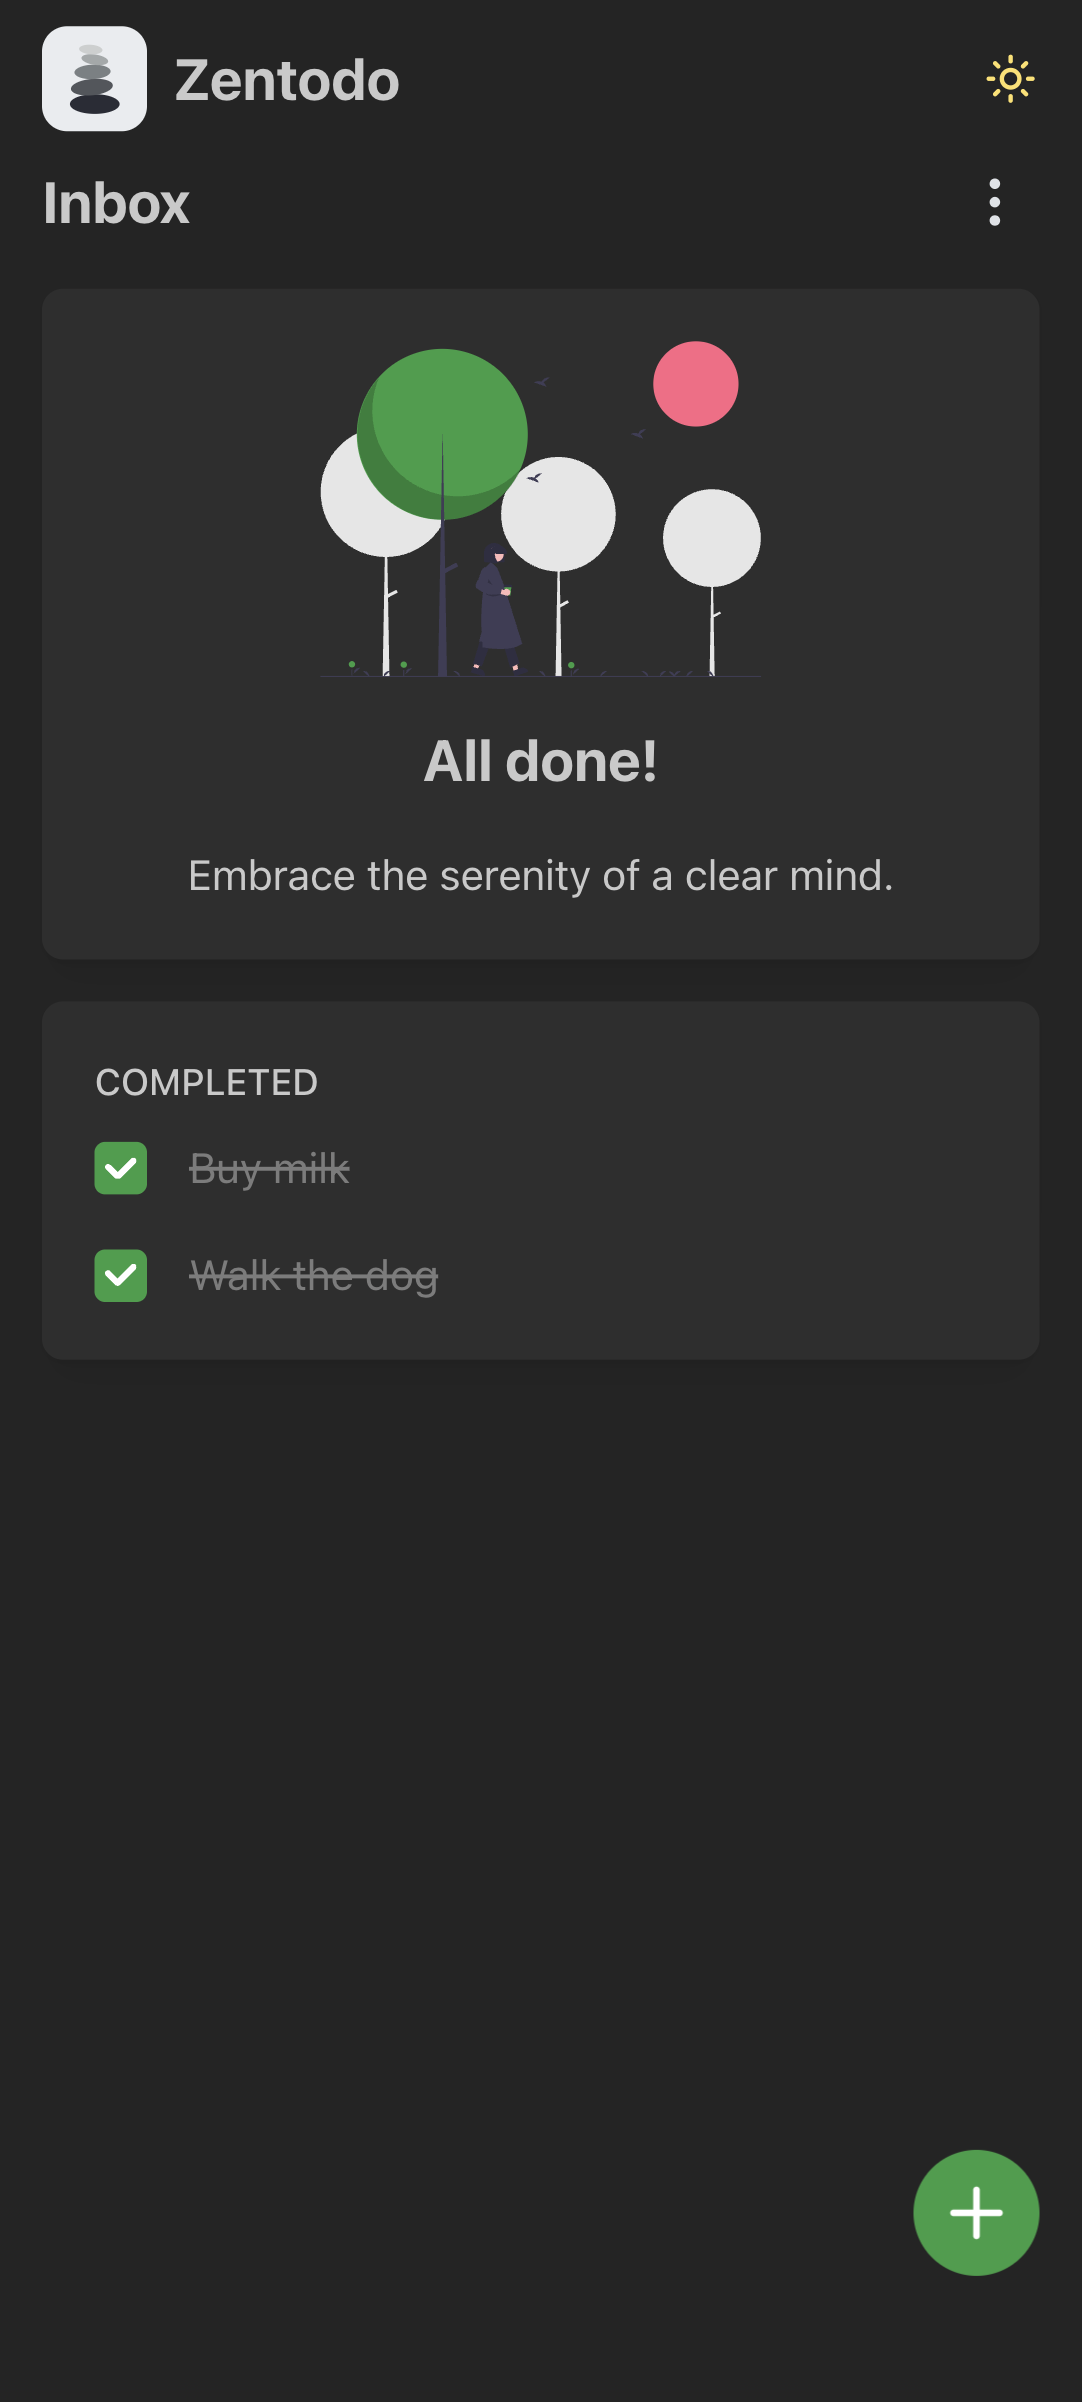 Zentodo
Inbox
All done!
Embrace the serenity of a clear mind.
COMPLETED
Buy milk
Walk the dog